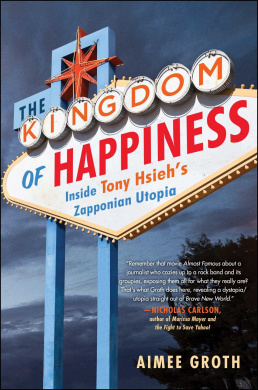 THE
KINGDOM
OF HAPPINESS
Inside Tony Hsieh's
Zapponian Utopia
"Remember that movie Almost Famous about
a journalist who cozies up to a rock band and its
groupies, exposing them all for what they really are?
That's what Groth does here, revealing a dystopia/
utopia straight out of Brave New World."
—NICHOLAS CARLSON,
author of Marissa Mayer and
the Fight to Save Yahoo!
AIMEE GROTH